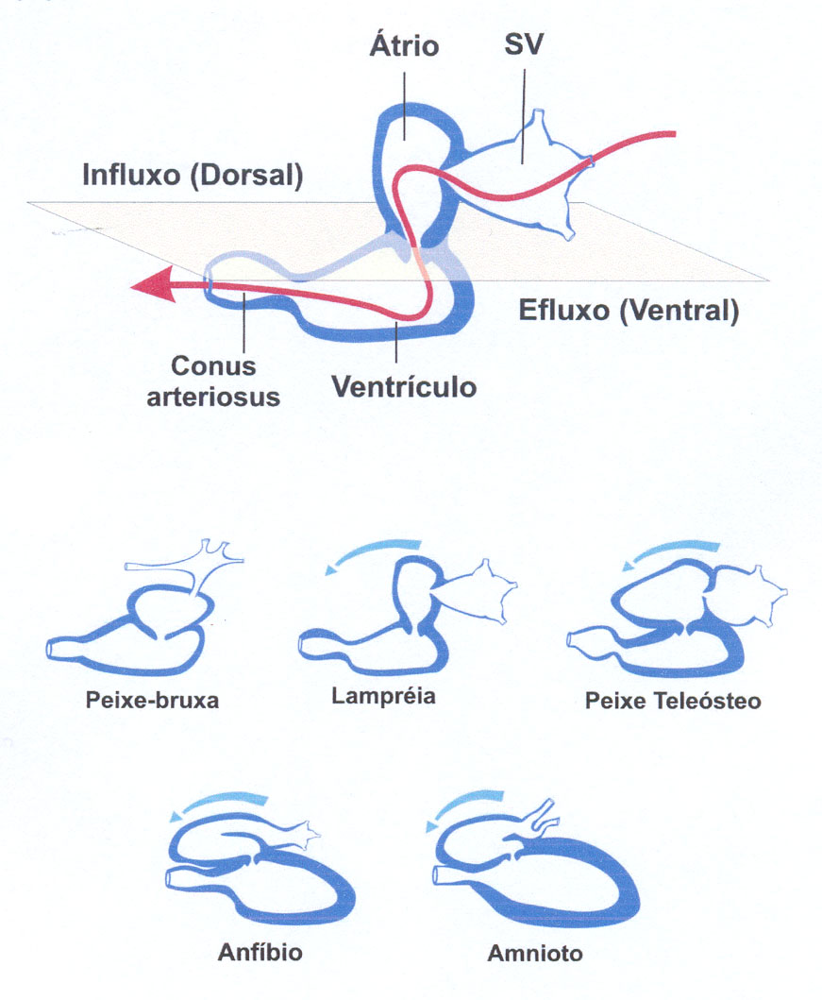 Átrio
SV
Influxo (Dorsal)
Efluxo (Ventral)
Conus
arteriosus
Ventrículo
Peixe-bruxa
Lampréia
Peixe Teleósteo
Anfíbio
Amnioto